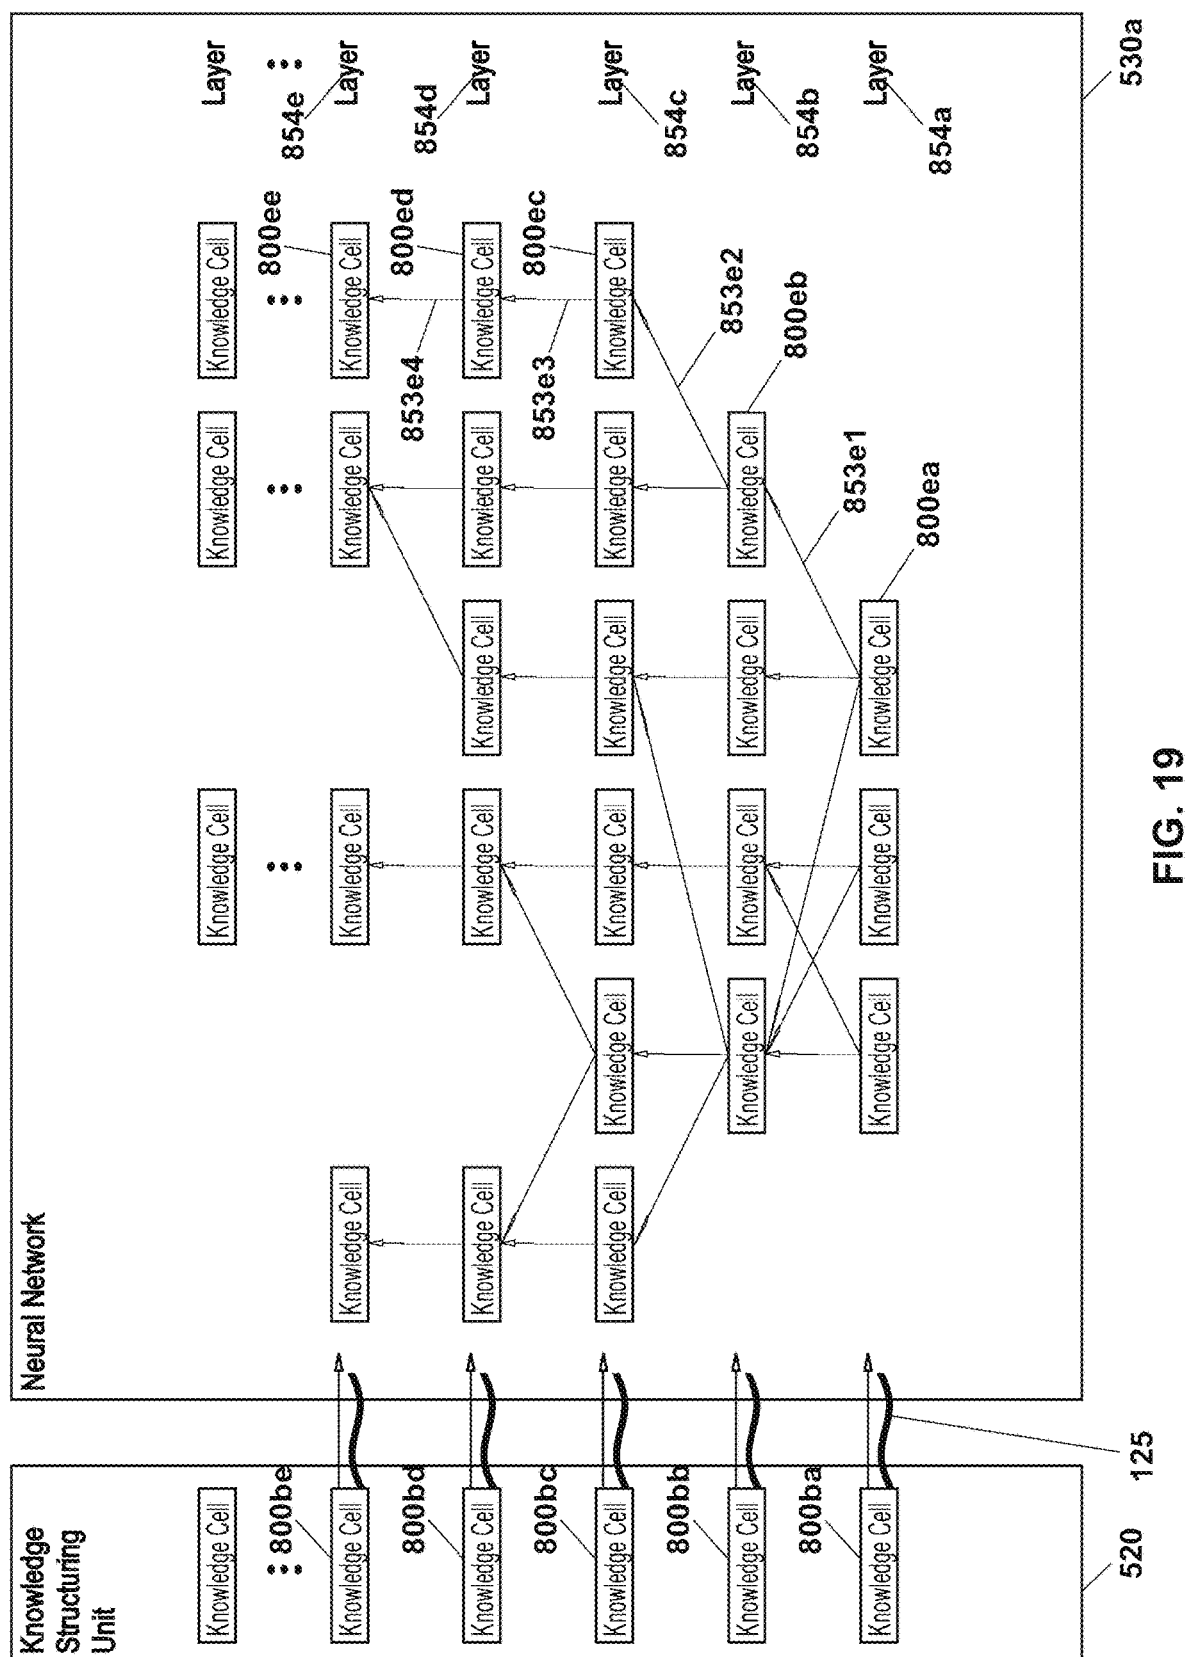 Knowledge
Structuring
Unit
Neural Network
Knowledge Cell Knowledge Cell Knowledge Cell Knowledge Cell Layer
800be 800ee 854e
Knowledge Cell Knowledge Cell Knowledge Cell Knowledge Cell Knowledge Cell Layer
800bd 853e4 800ed 854d
Knowledge Cell Knowledge Cell Knowledge Cell Knowledge Cell Knowledge Cell Knowledge Cell Layer
800bc 853e3 800ec
Knowledge Cell Knowledge Cell Knowledge Cell Knowledge Cell Knowledge Cell Knowledge Cell Knowledge Cell Layer
800bb 853e2 854c
Knowledge Cell Knowledge Cell Knowledge Cell Knowledge Cell Knowledge Cell Layer
800ba 800eb 854b
853e1
Knowledge Cell Knowledge Cell Knowledge Cell Knowledge Cell Layer
800ea 854a
520 125 530a
FIG. 19